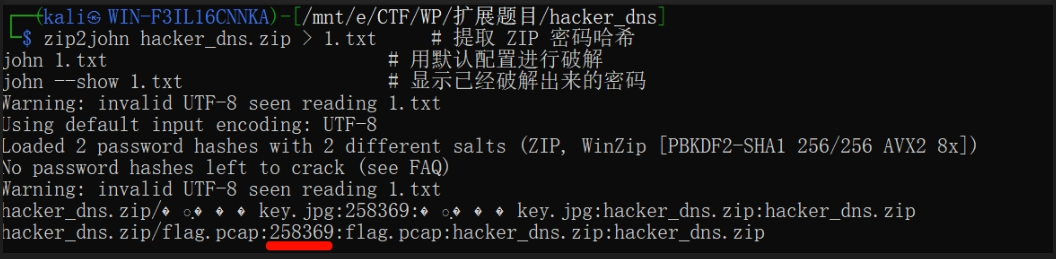 ┌──(kali㉿WIN-F3IL16CNNKA)-[/mnt/e/CTF/WP/扩展题目/hacker_dns]
└─$ zip2john hacker_dns.zip > 1.txt     # 提取 ZIP 密码哈希
john 1.txt                          # 用默认配置进行破解
john --show 1.txt                   # 显示已经破解出来的密码
Warning: invalid UTF-8 seen reading 1.txt
Using default input encoding: UTF-8
Loaded 2 password hashes with 2 different salts (ZIP, WinZip [PBKDF2-SHA1 256/256 AVX2 8x])
No password hashes left to crack (see FAQ)
Warning: invalid UTF-8 seen reading 1.txt
hacker_dns.zip/� � � � key.jpg:258369:� � � � key.jpg:hacker_dns.zip:hacker_dns.zip
hacker_dns.zip/flag.pcap:258369:flag.pcap:hacker_dns.zip:hacker_dns.zip